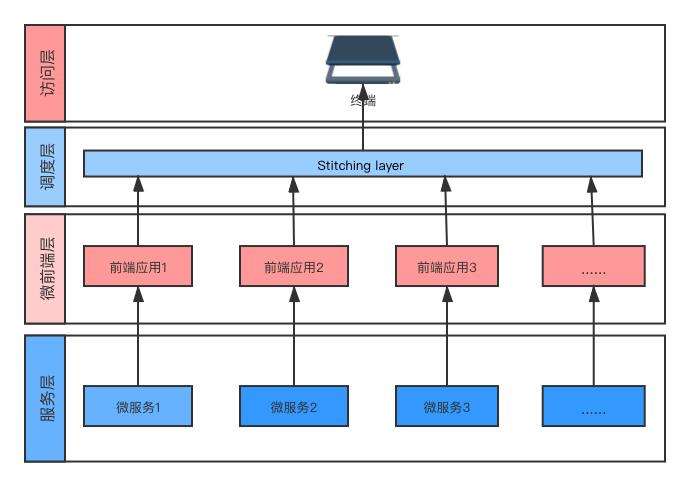 访问层
终端
调度层
Stitching layer
微前端层
前端应用1
前端应用2
前端应用3
......
服务层
微服务1
微服务2
微服务3
......